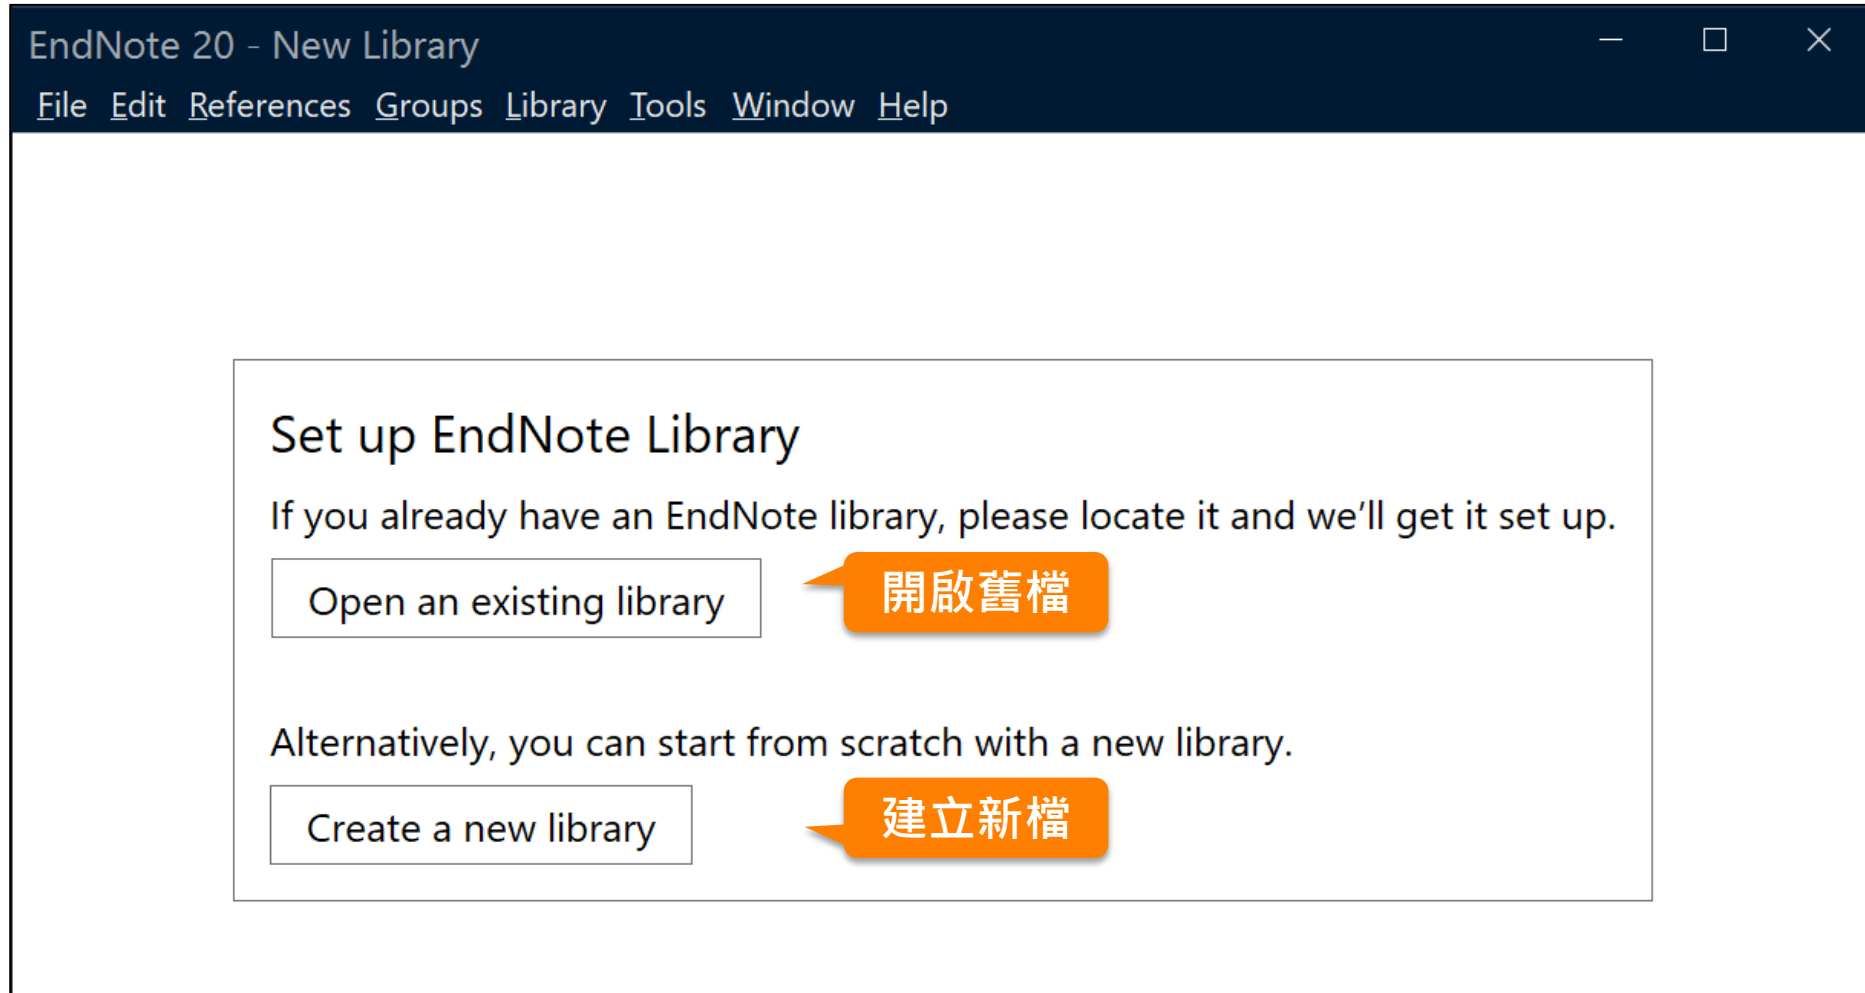 EndNote 20 - New Library
File Edit References Groups Library Tools Window Help
Set up EndNote Library
If you already have an EndNote library, please locate it and we’ll get it set up.
Open an existing library
開啟舊檔
Alternatively, you can start from scratch with a new library.
Create a new library
建立新檔